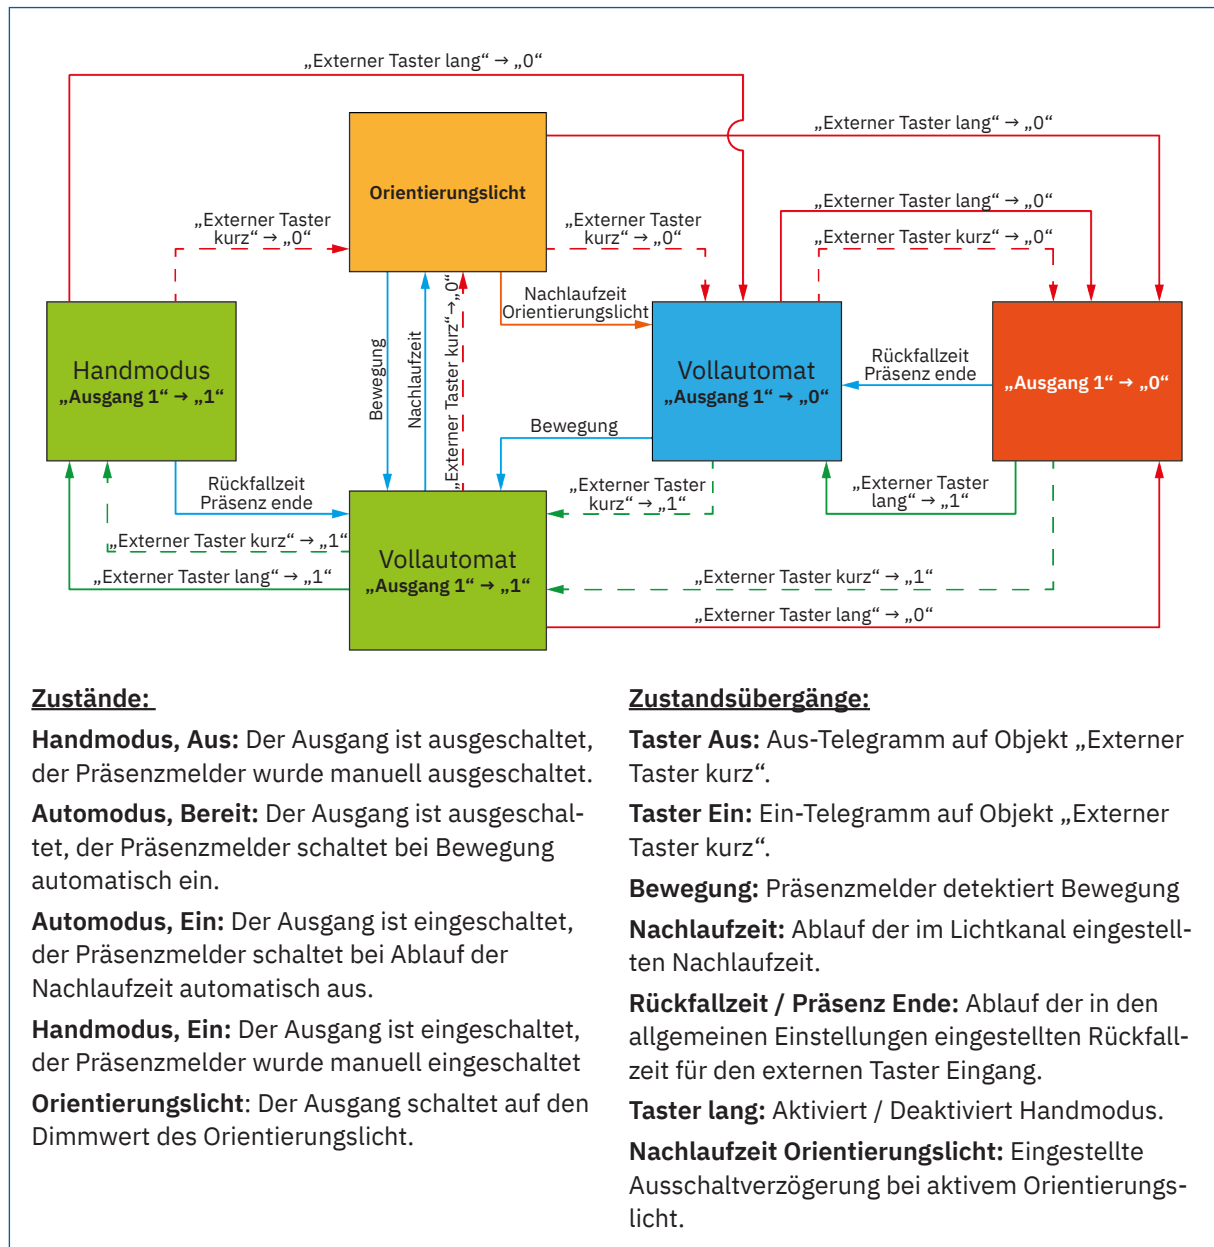 „Externer Taster lang“ → „0“
„Externer Taster lang“ → „0“
Orientierungslicht
„Externer Taster
kurz“ → „0“
„Externer Taster
kurz“ → „0“
„Externer Taster lang“ → „0“
„Externer Taster kurz“ → „0“
Nachlaufzeit
Orientierungslicht
Bewegung
Nachlaufzeit
„Externer Taster kurz“→„0“
Handmodus
„Ausgang 1“ → „1“
Vollautomat
„Ausgang 1“ → „0“
Rückfallzeit
Präsenz ende
„Ausgang 1“ → „0“
Bewegung
Rückfallzeit
Präsenz ende
„Externer Taster
kurz“ → „1“
„Externer Taster
lang“ → „1“
„Externer Taster kurz“ → „1“
„Externer Taster lang“ → „1“
Vollautomat
„Ausgang 1“ → „1“
„Externer Taster kurz“ → „1“
„Externer Taster lang“ → „0“
Zustände:
Handmodus, Aus: Der Ausgang ist ausgeschaltet,
der Präsenzmelder wurde manuell ausgeschaltet.
Automodus, Bereit: Der Ausgang ist ausgeschal-
tet, der Präsenzmelder schaltet bei Bewegung
automatisch ein.
Automodus, Ein: Der Ausgang ist eingeschaltet,
der Präsenzmelder schaltet bei Ablauf der
Nachlaufzeit automatisch aus.
Handmodus, Ein: Der Ausgang ist eingeschaltet,
der Präsenzmelder wurde manuell eingeschaltet
Orientierungslicht: Der Ausgang schaltet auf den
Dimmwert des Orientierungslicht.
Zustandsübergänge:
Taster Aus: Aus-Telegramm auf Objekt „Externer
Taster kurz“.
Taster Ein: Ein-Telegramm auf Objekt „Externer
Taster kurz“.
Bewegung: Präsenzmelder detektiert Bewegung
Nachlaufzeit: Ablauf der im Lichtkanal eingestell-
ten Nachlaufzeit.
Rückfallzeit / Präsenz Ende: Ablauf der in den
allgemeinen Einstellungen eingestellten Rückfall-
zeit für den externen Taster Eingang.
Taster lang: Aktiviert / Deaktiviert Handmodus.
Nachlaufzeit Orientierungslicht: Eingestellte
Ausschaltverzögerung bei aktivem Orientierungs-
licht.